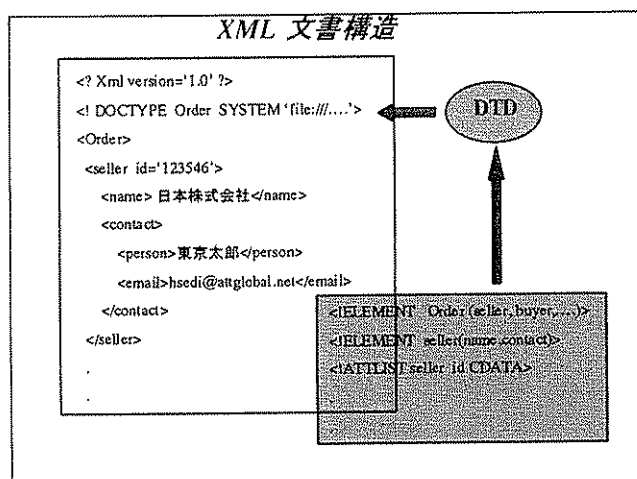 XML 文書構造
<? Xml version='1.0' ?>
<! DOCTYPE Order SYSTEM 'file:///....'>
<Order>
<seller id='123546'>
<name> 日本株式会社</name>
<contact>
<person>東京太郎</person>
<email>hsedi@attglobal.net</email>
</contact>
</seller>
.
.
DTD
<!ELEMENT Order (seller, buyer,....)>
<!ELEMENT seller(name,contact)>
<!ATTLIST seller id CDATA>
.
.